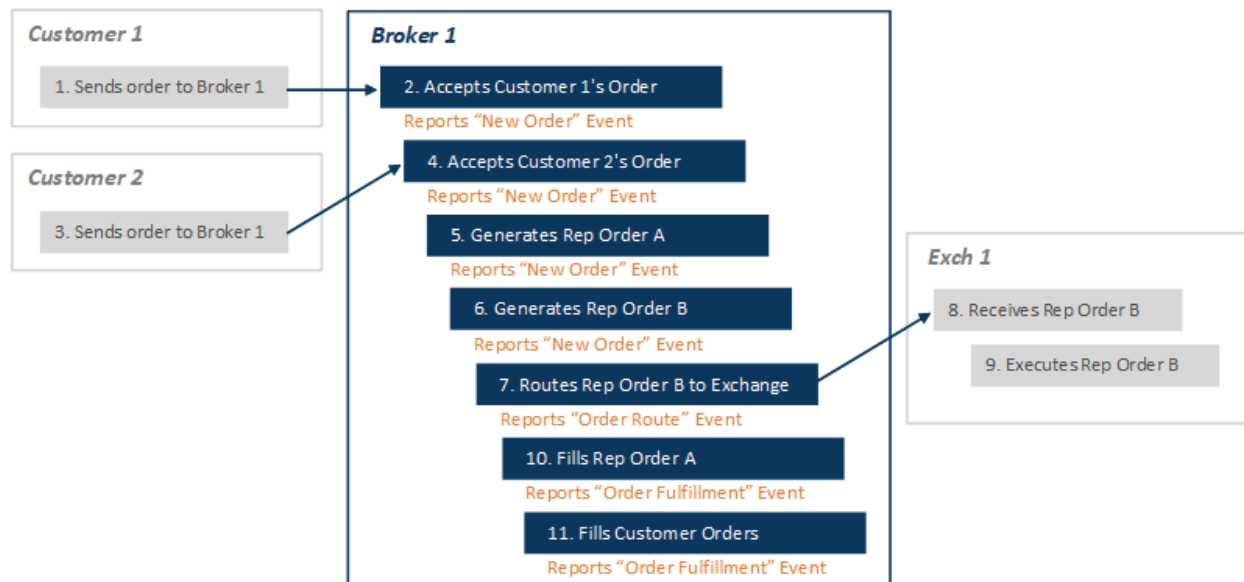 Customer 1
1. Sends order to Broker 1
Customer 2
3. Sends order to Broker 1
Broker 1
2. Accepts Customer 1's Order
Reports “New Order” Event
4. Accepts Customer 2's Order
Reports “New Order” Event
5. Generates Rep Order A
Reports “New Order” Event
6. Generates Rep Order B
Reports “New Order” Event
7. Routes Rep Order B to Exchange
Reports “Order Route” Event
10. Fills Rep Order A
Reports “Order Fulfillment” Event
11. Fills Customer Orders
Reports “Order Fulfillment” Event
Exch 1
8. Receives Rep Order B
9. Executes Rep Order B